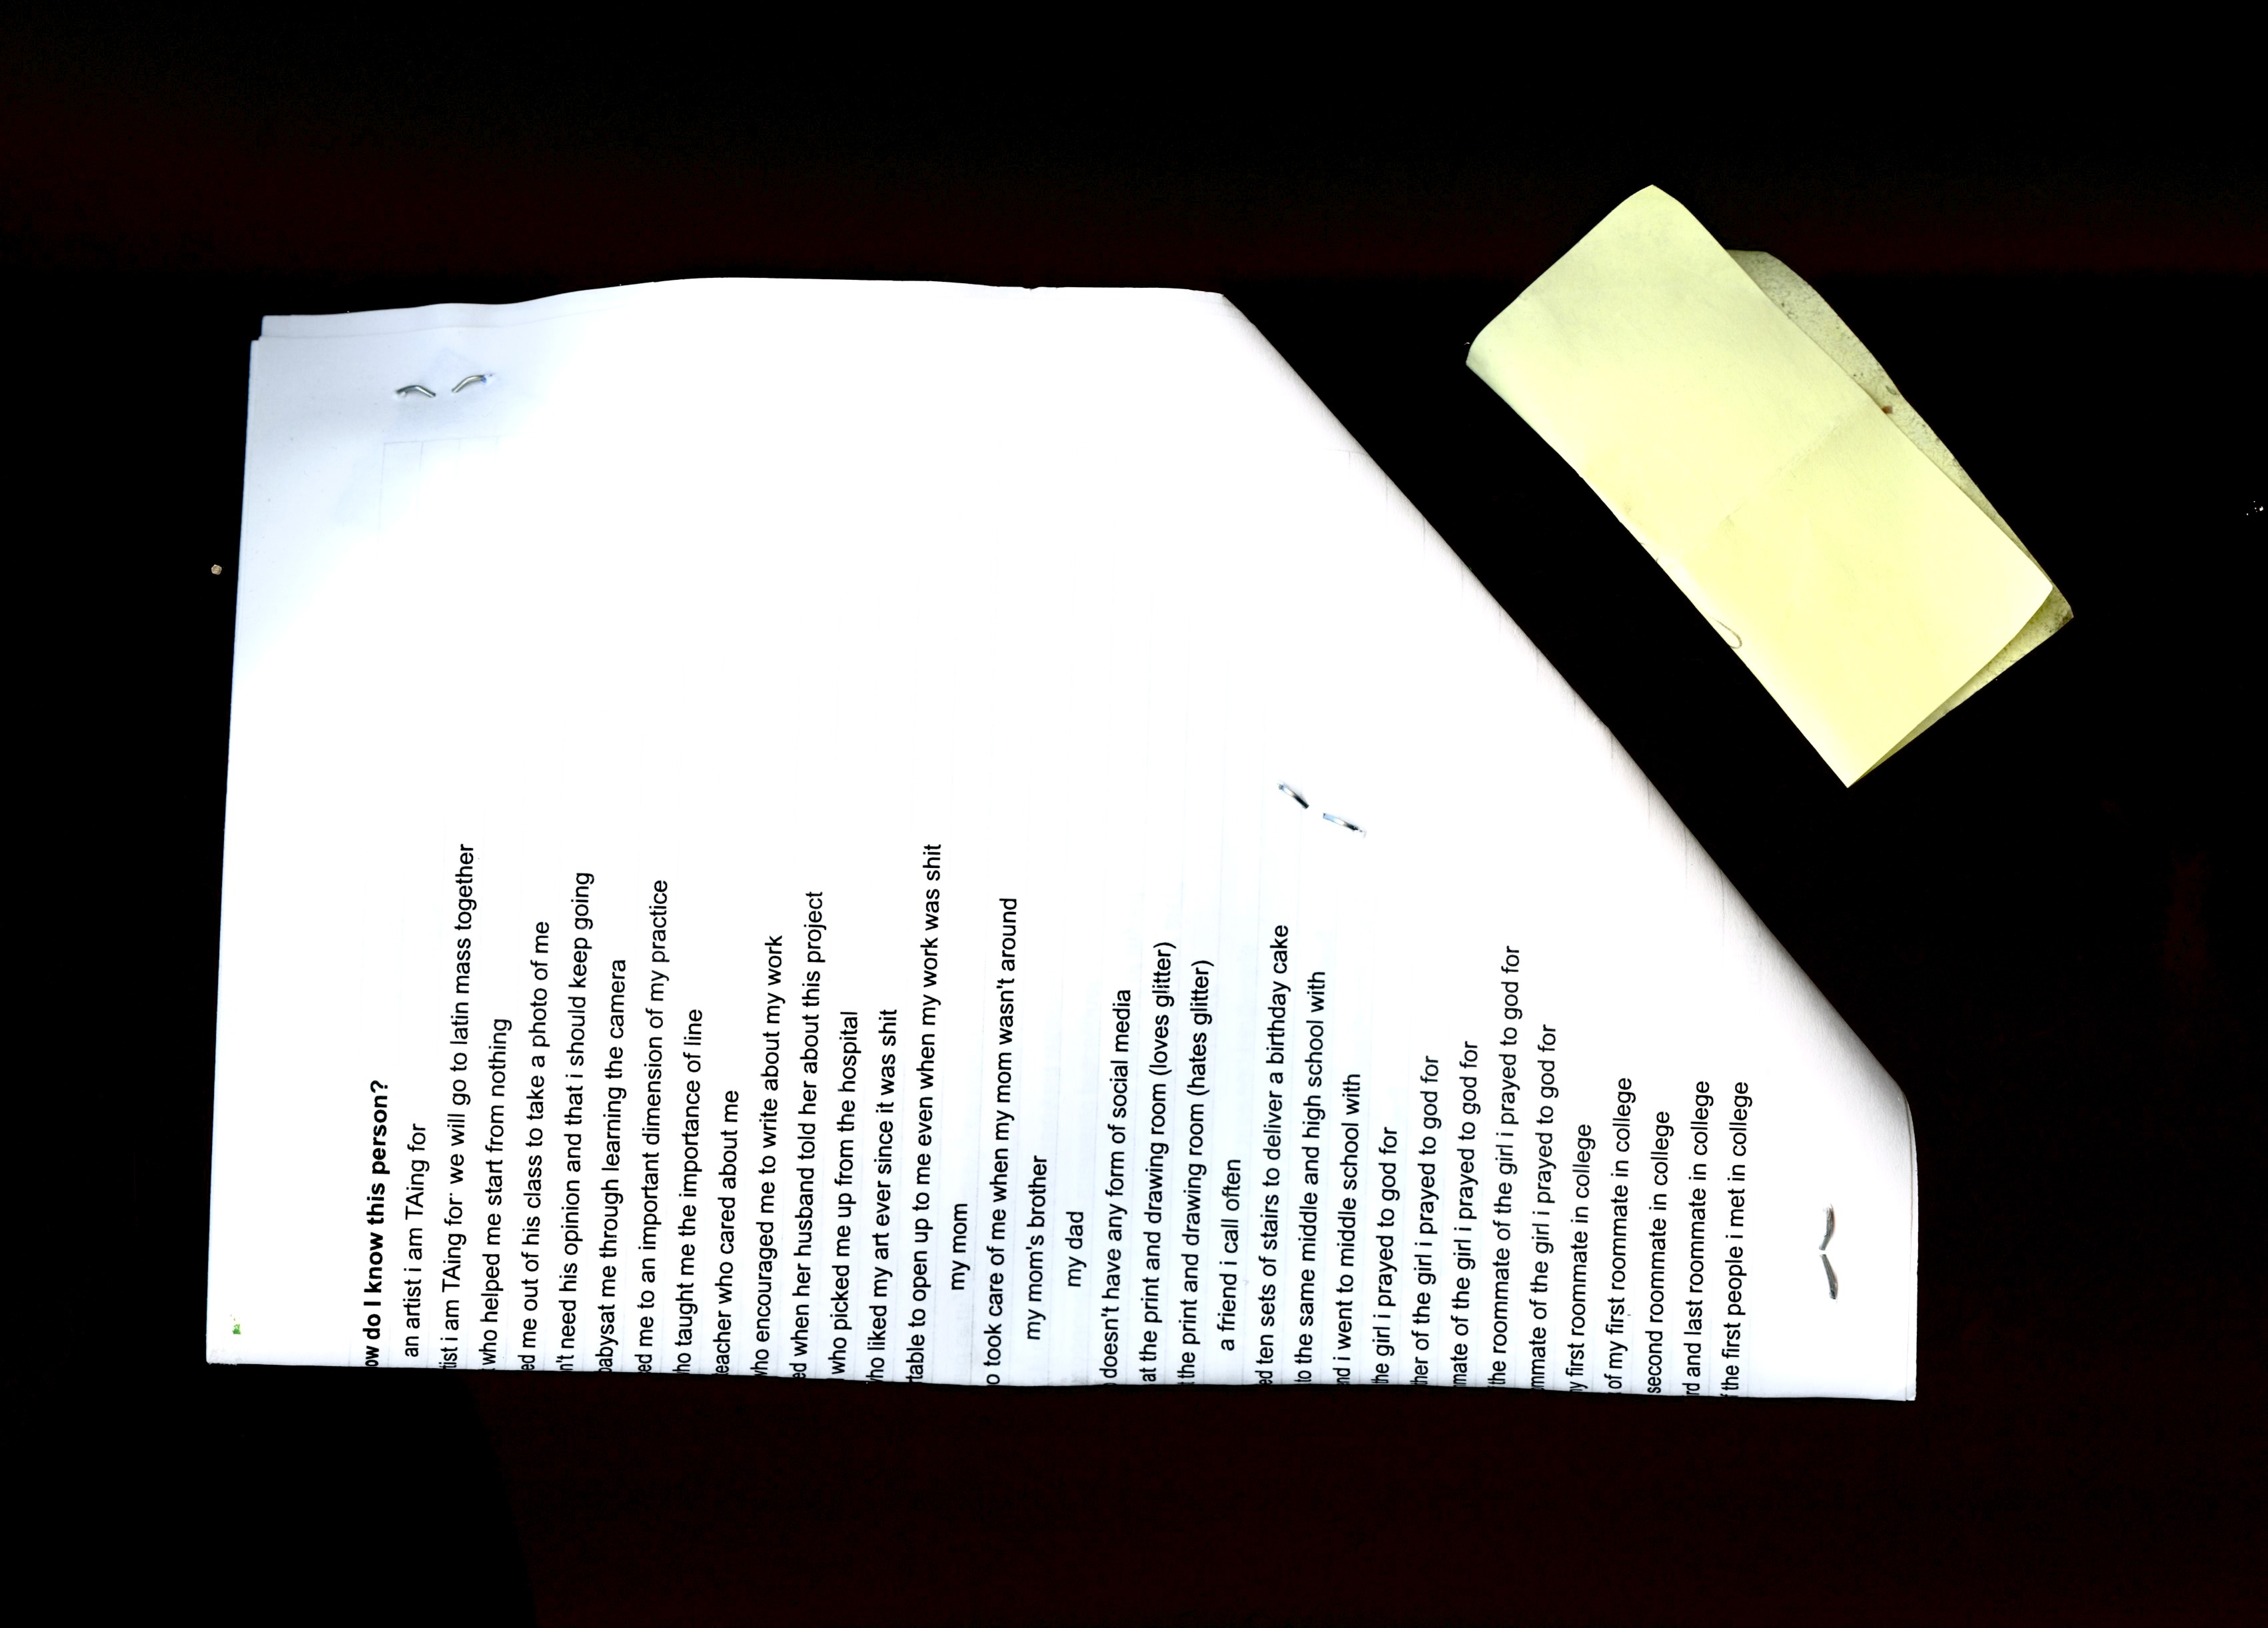 ow do I know this person?
an artist i am TAing for
tist i am TAing for we will go to latin mass together
who helped me start from nothing
ed me out of his class to take a photo of me
n't need his opinion and that i should keep going
babysat me through learning the camera
ed me to an important dimension of my practice
ho taught me the importance of line
eacher who cared about me
ho encouraged me to write about my work
ed when her husband told her about this project
who picked me up from the hospital
ho liked my art ever since it was shit
table to open up to me even when my work was shit
my mom
o took care of me when my mom wasn't around
my mom's brother
my dad
doesn't have any form of social media
at the print and drawing room (loves glitter)
the print and drawing room (hates glitter)
a friend i call often
ed ten sets of stairs to deliver a birthday cake
to the same middle and high school with
nd i went to middle school with
he girl i prayed to god for
her of the girl i prayed to god for
mate of the girl i prayed to god for
the roommate of the girl i prayed to god for
mmate of the girl i prayed to god for
y first roommate in college
of my first roommate in college
second roommate in college
rd and last roommate in college
f the first people i met in college